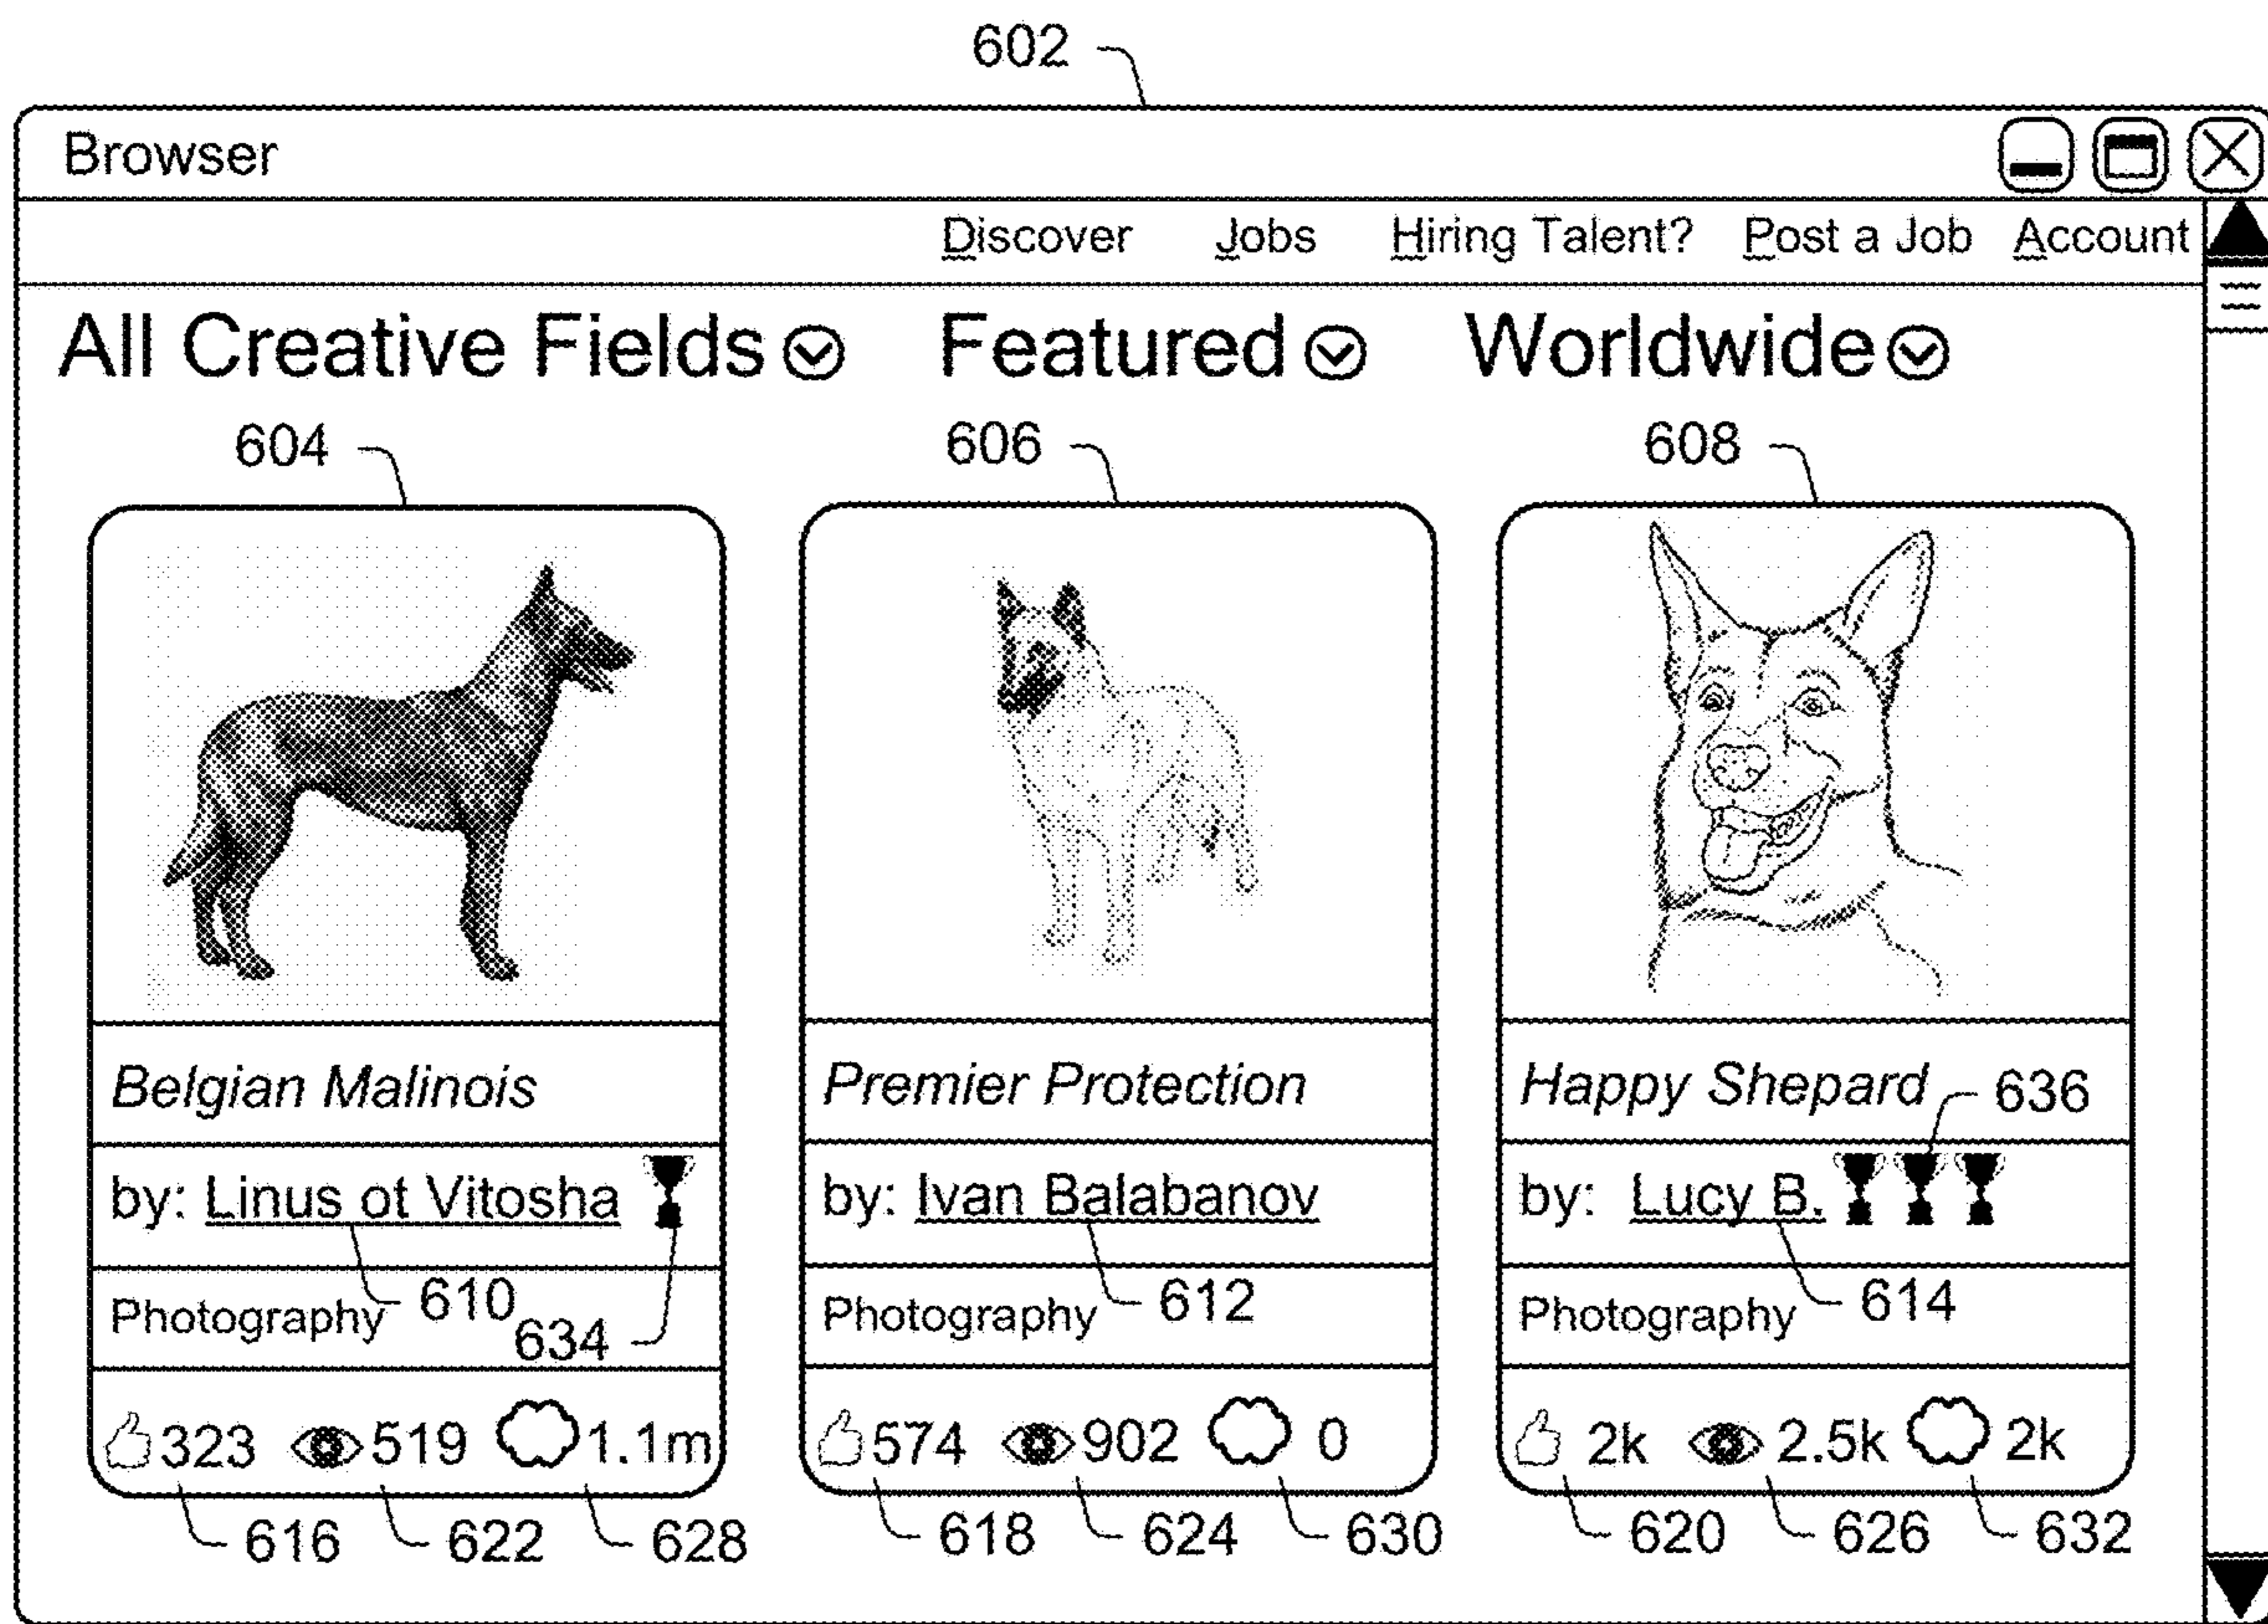 602
Browser
Discover Jobs Hiring Talent? Post a Job Account
All Creative Fields Featured Worldwide
604 606 608
Belgian Malinois Premier Protection Happy Shepard 636
by: Linus ot Vitosha by: Ivan Balabanov by: Lucy B.
Photography 610 634 Photography 612 Photography 614
323 519 1.1m 574 902 0 2k 2.5k 2k
616 622 628 618 624 630 620 626 632